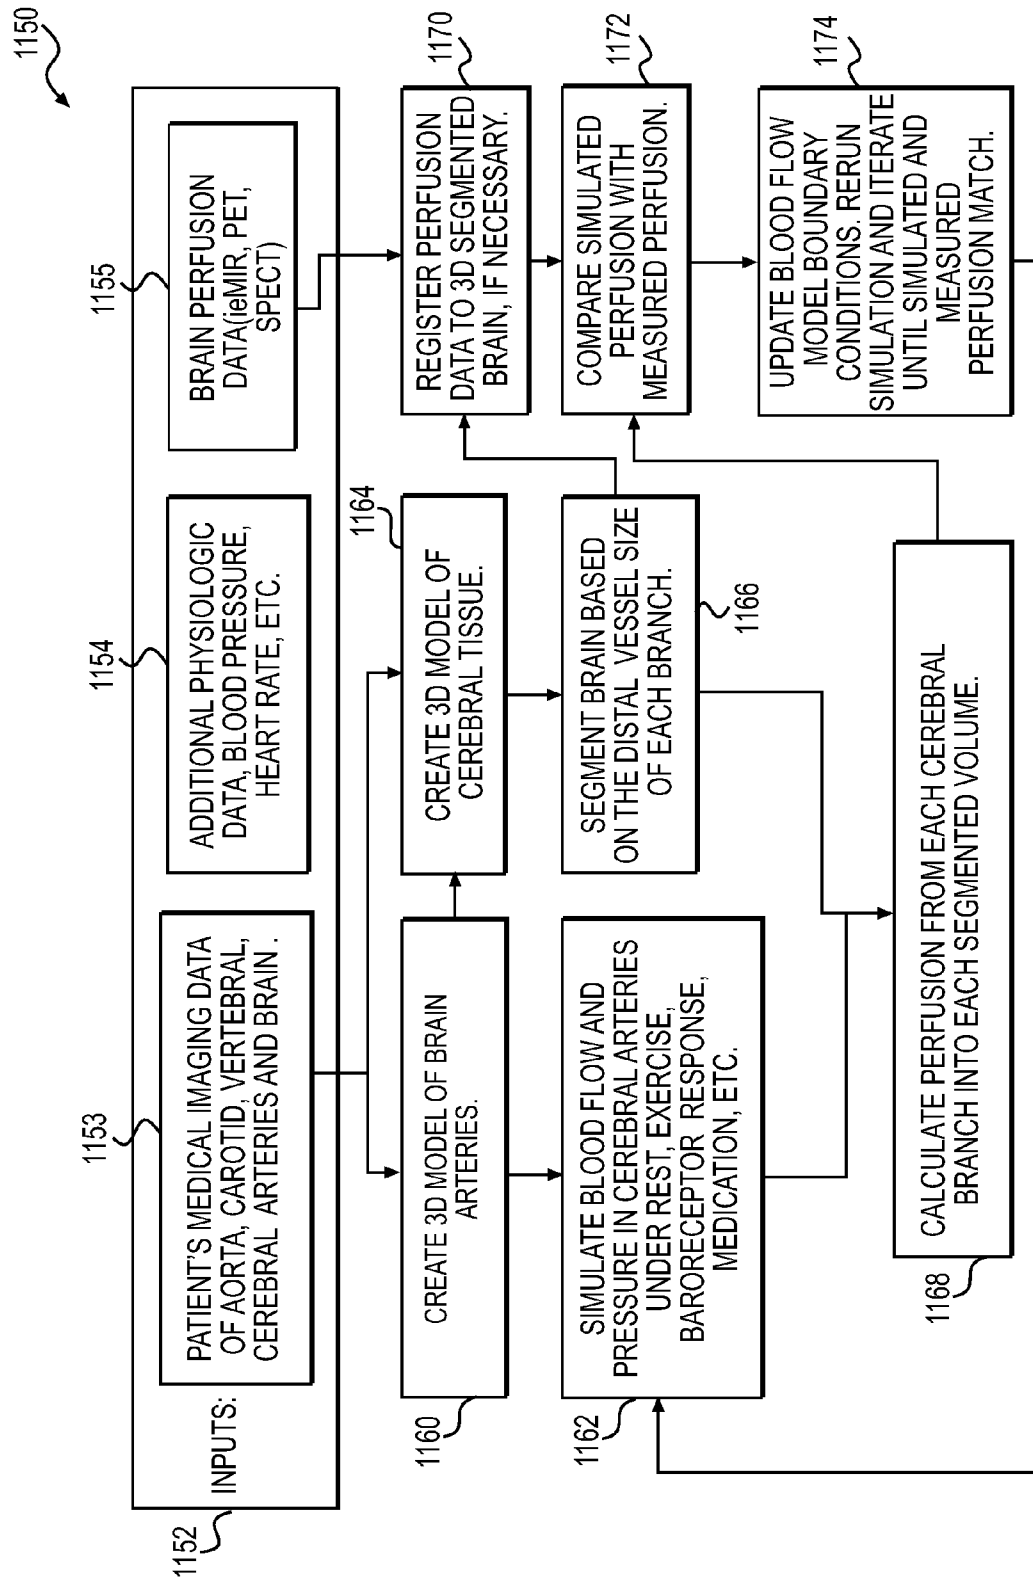 1150
1152
INPUTS:
1153
PATIENT'S MEDICAL IMAGING DATA
OF AORTA, CAROTID, VERTEBRAL,
CEREBRAL ARTERIES AND BRAIN.
1154
ADDITIONAL PHYSIOLOGIC
DATA, BLOOD PRESSURE,
HEART RATE, ETC.
1155
BRAIN PERFUSION
DATA(ieMIR, PET,
SPECT)
1160
CREATE 3D MODEL OF BRAIN
ARTERIES.
1164
CREATE 3D MODEL OF
CEREBRAL TISSUE.
1170
REGISTER PERFUSION
DATA TO 3D SEGMENTED
BRAIN, IF NECESSARY.
1162
SIMULATE BLOOD FLOW AND
PRESSURE IN CEREBRAL ARTERIES
UNDER REST, EXERCISE,
BARORECEPTOR RESPONSE,
MEDICATION, ETC.
SEGMENT BRAIN BASED
ON THE DISTAL VESSEL SIZE
OF EACH BRANCH.
1166
1172
COMPARE SIMULATED
PERFUSION WITH
MEASURED PERFUSION.
1168
CALCULATE PERFUSION FROM EACH CEREBRAL
BRANCH INTO EACH SEGMENTED VOLUME.
1174
UPDATE BLOOD FLOW
MODEL BOUNDARY
CONDITIONS. RERUN
SIMULATION AND ITERATE
UNTIL SIMULATED AND
MEASURED
PERFUSION MATCH.